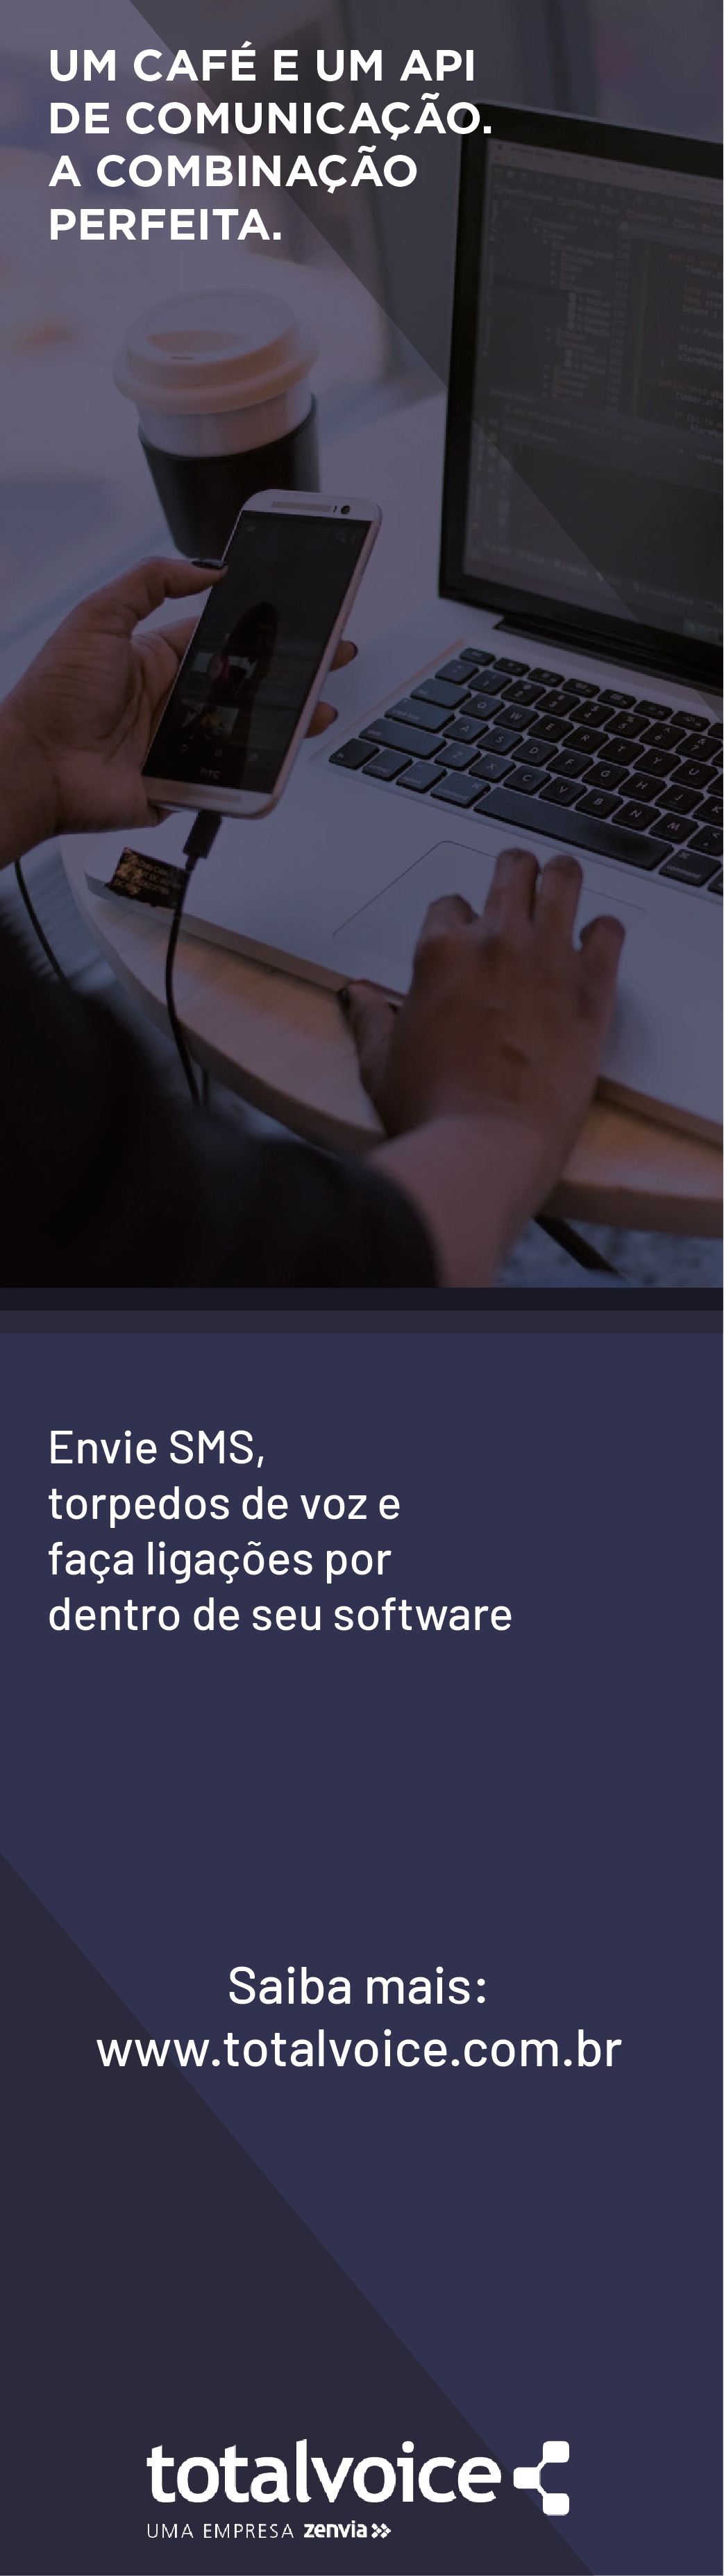 UM CAFÉ E UM API
DE COMUNICAÇÃO.
A COMBINAÇÃO
PERFEITA.
htc
Envie SMS,
torpedos de voz e
faça ligações por
dentro de seu software
Saiba mais:
www.totalvoice.com.br
totalvoice
UMA EMPRESA zenvia